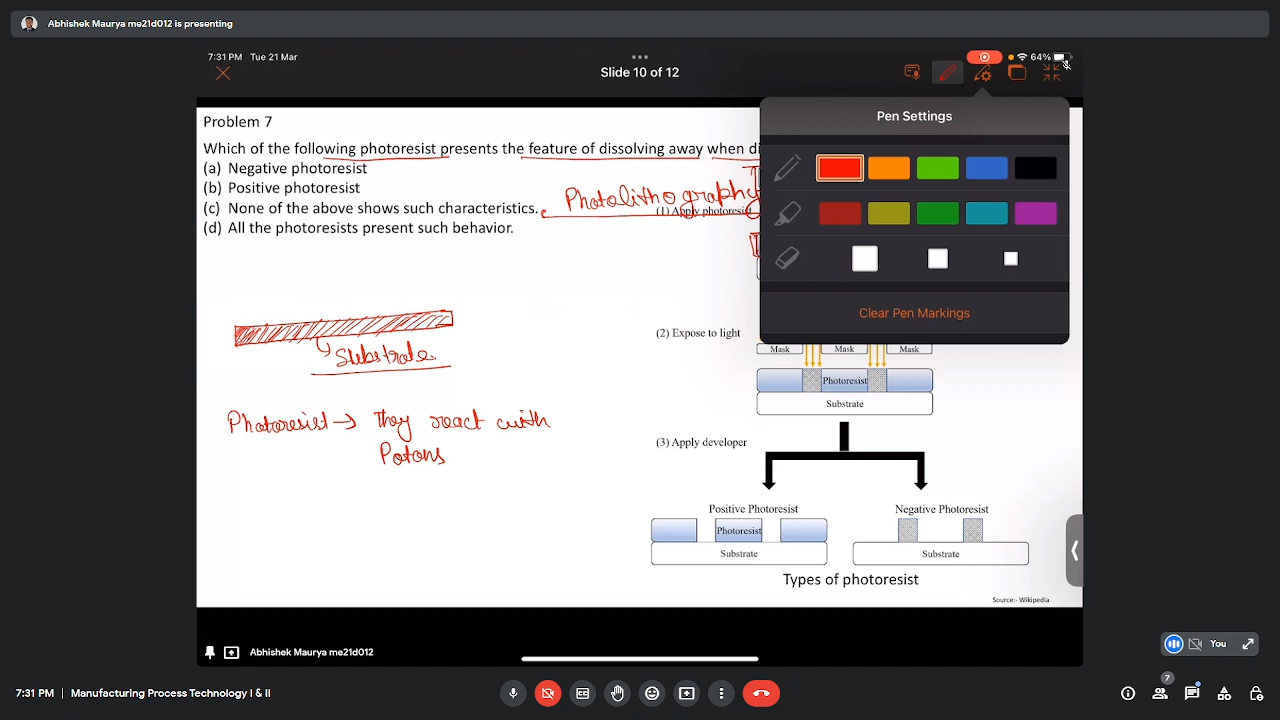 Abhishek Maurya me21d012 is presenting
7:31 PM Tue 21 Mar
64%
Slide 10 of 12
Pen Settings
Clear Pen Markings
Problem 7
Which of the following photoresist presents the feature of dissolving away when di
(a) Negative photoresist
(b) Positive photoresist
(c) None of the above shows such characteristics.
(d) All the photoresists present such behavior.
Photolithography
(1) Apply photoresist
Substrate
Photoresist → They react with
Potons
(2) Expose to light
Mask Mask Mask
Photoresist
Substrate
(3) Apply developer
Positive Photoresist Negative Photoresist
Photoresist
Substrate Substrate
Types of photoresist
Source:- Wikipedia
Abhishek Maurya me21d012
You
7:31 PM | Manufacturing Process Technology I & II
7